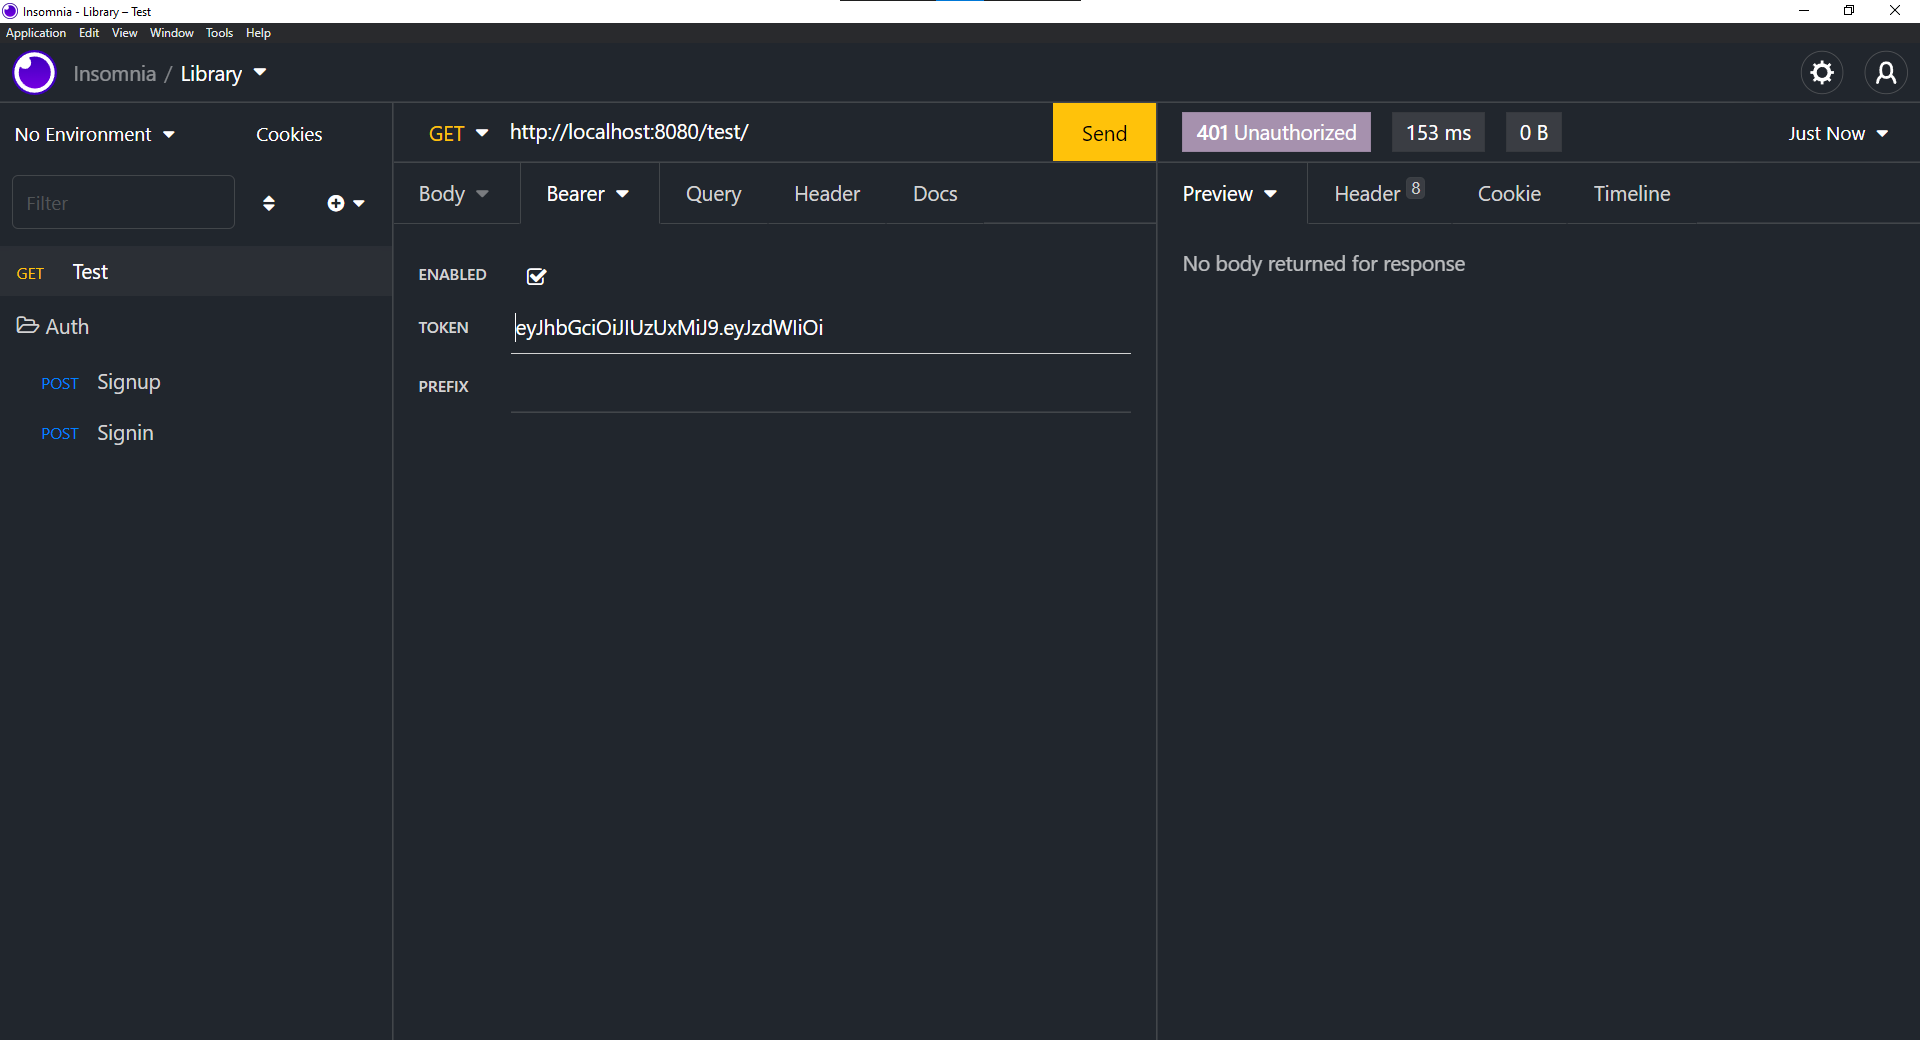 Insomnia - Library – Test
Application Edit View Window Tools Help
Insomnia / Library
No Environment Cookies
Filter
GET Test
Auth
POST Signup
POST Signin
GET http://localhost:8080/test/ Send
Body Bearer Query Header Docs
ENABLED
TOKEN eyJhbGciOiJIUzUxMiJ9.eyJzdWIiOi
PREFIX
401 Unauthorized 153 ms 0 B Just Now
Preview Header 8 Cookie Timeline
No body returned for response